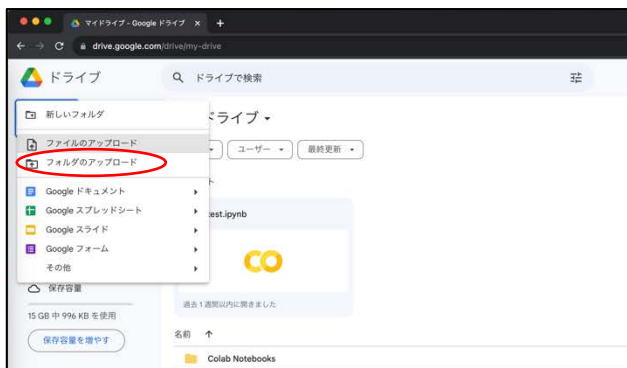 マイドライブ - Google ドライブ
drive.google.com/drive/my-drive
ドライブ
ドライブで検索
新しいフォルダ
ファイルのアップロード
フォルダのアップロード
Google ドキュメント
Google スプレッドシート
Google スライド
Google フォーム
その他
保存容量
15 GB 中 996 KB を使用
保存容量を増やす
ドライブ
ユーザー
最終更新
test.ipynb
過去 1 週間以内に開きました
名前
Colab Notebooks